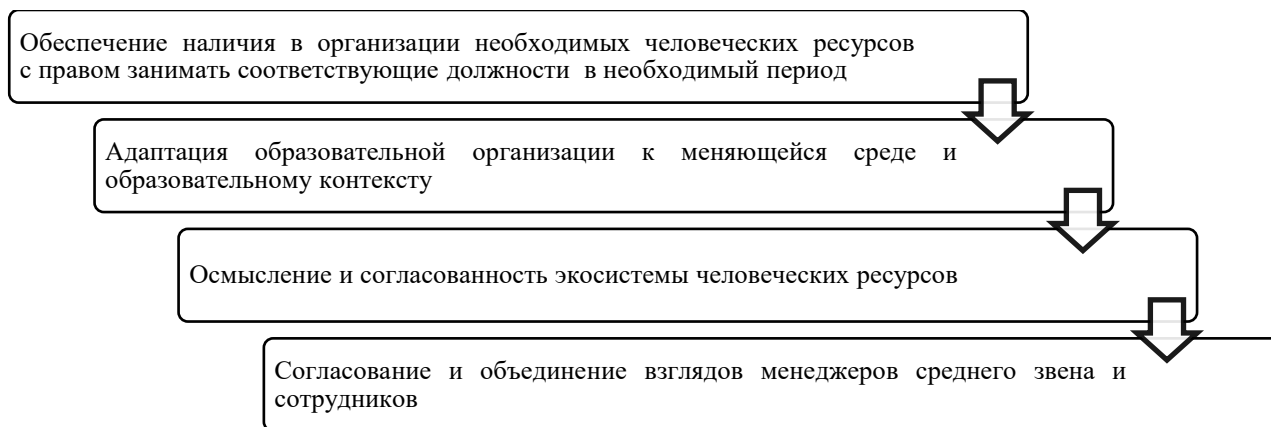 Обеспечение наличия в организации необходимых человеческих ресурсов
с правом занимать соответствующие должности в необходимый период
Адаптация образовательной организации к меняющейся среде и
образовательному контексту
Осмысление и согласованность экосистемы человеческих ресурсов
Согласование и объединение взглядов менеджеров среднего звена и
сотрудников